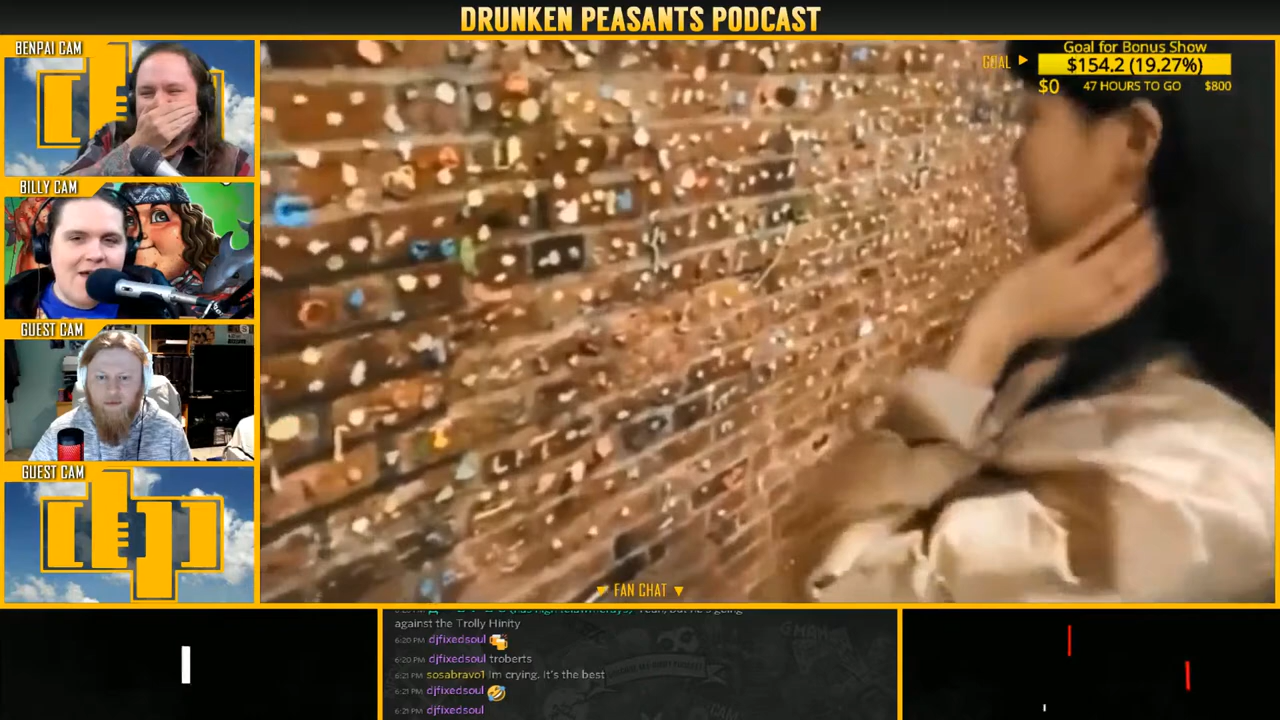 DRUNKEN PEASANTS PODCAST
BENPAI CAM
BILLY CAM
GUEST CAM
GUEST CAM
GOAL
Goal for Bonus Show
$154.2 (19.27%)
$0 47 HOURS TO GO $800
FAN CHAT
against the Trolly Hinity
6:20 PM djfixedsoul
6:20 PM djfixedsoul troberts
6:21 PM sosabravo1 Im crying. It's the best
6:21 PM djfixedsoul
6:21 PM djfixedsoul